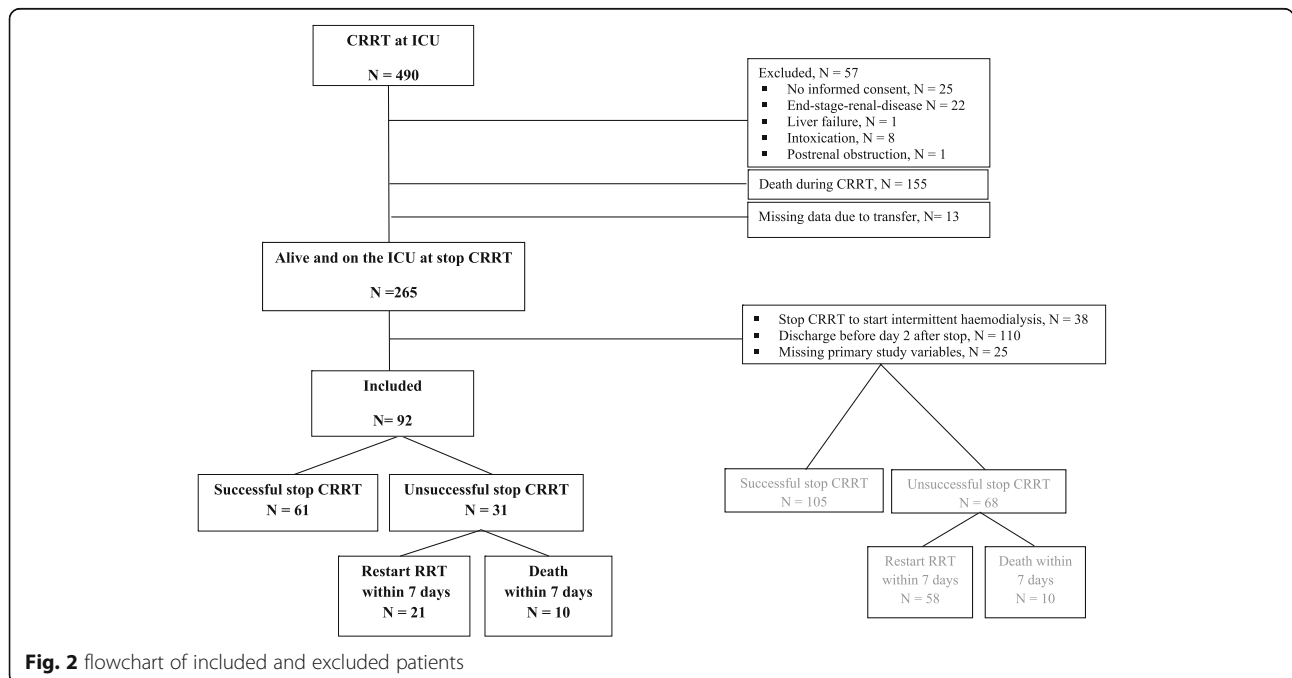 CRRT at ICU
N = 490
Excluded, N = 57
▪ No informed consent, N = 25
▪ End-stage-renal-disease N = 22
▪ Liver failure, N = 1
▪ Intoxication, N = 8
▪ Postrenal obstruction, N = 1
Death during CRRT, N = 155
Missing data due to transfer, N= 13
Alive and on the ICU at stop CRRT
N =265
▪ Stop CRRT to start intermittent haemodialysis, N = 38
▪ Discharge before day 2 after stop, N = 110
▪ Missing primary study variables, N = 25
Included
N= 92
Successful stop CRRT
N = 61
Unsuccessful stop CRRT
N = 31
Restart RRT
within 7 days
N = 21
Death
within 7 days
N = 10
Successful stop CRRT
N = 105
Unsuccessful stop CRRT
N = 68
Restart RRT
within 7 days
N = 58
Death within
7 days
N = 10
Fig. 2 flowchart of included and excluded patients